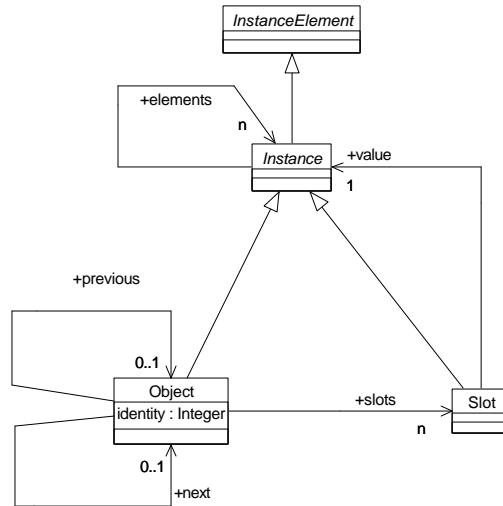 InstanceElement
+elements
n
Instance
+value
1
+previous
0..1
Object
identity : Integer
+slots
Slot
n
0..1
+next